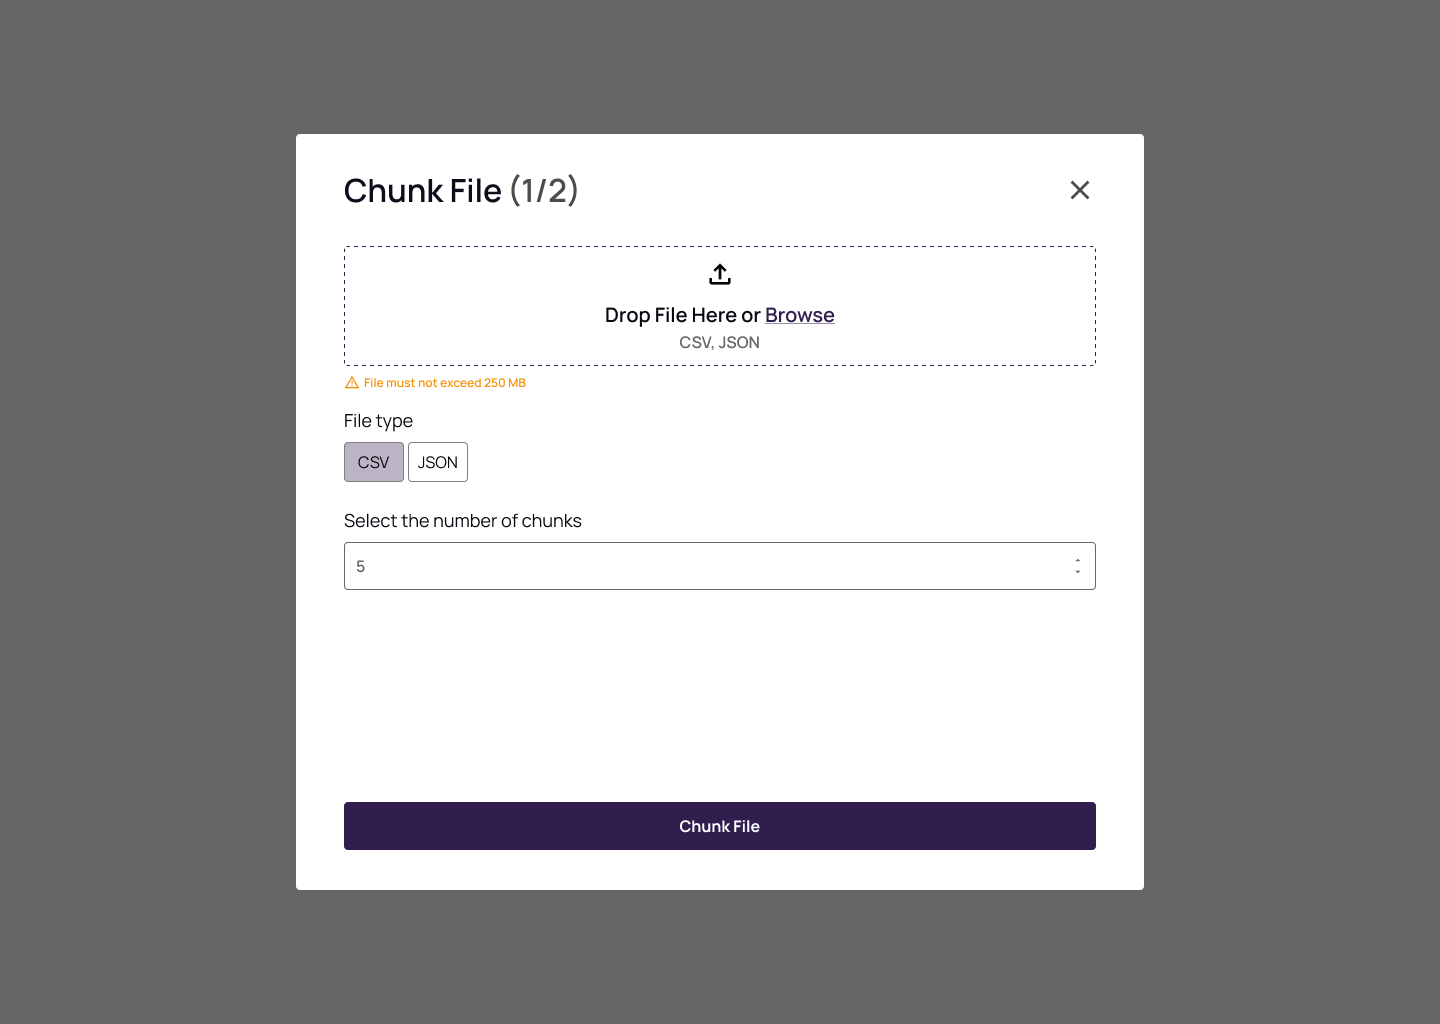 Chunk File (1/2)
Drop File Here or Browse
CSV, JSON
File must not exceed 250 MB
File type
CSV JSON
Select the number of chunks
5
Chunk File